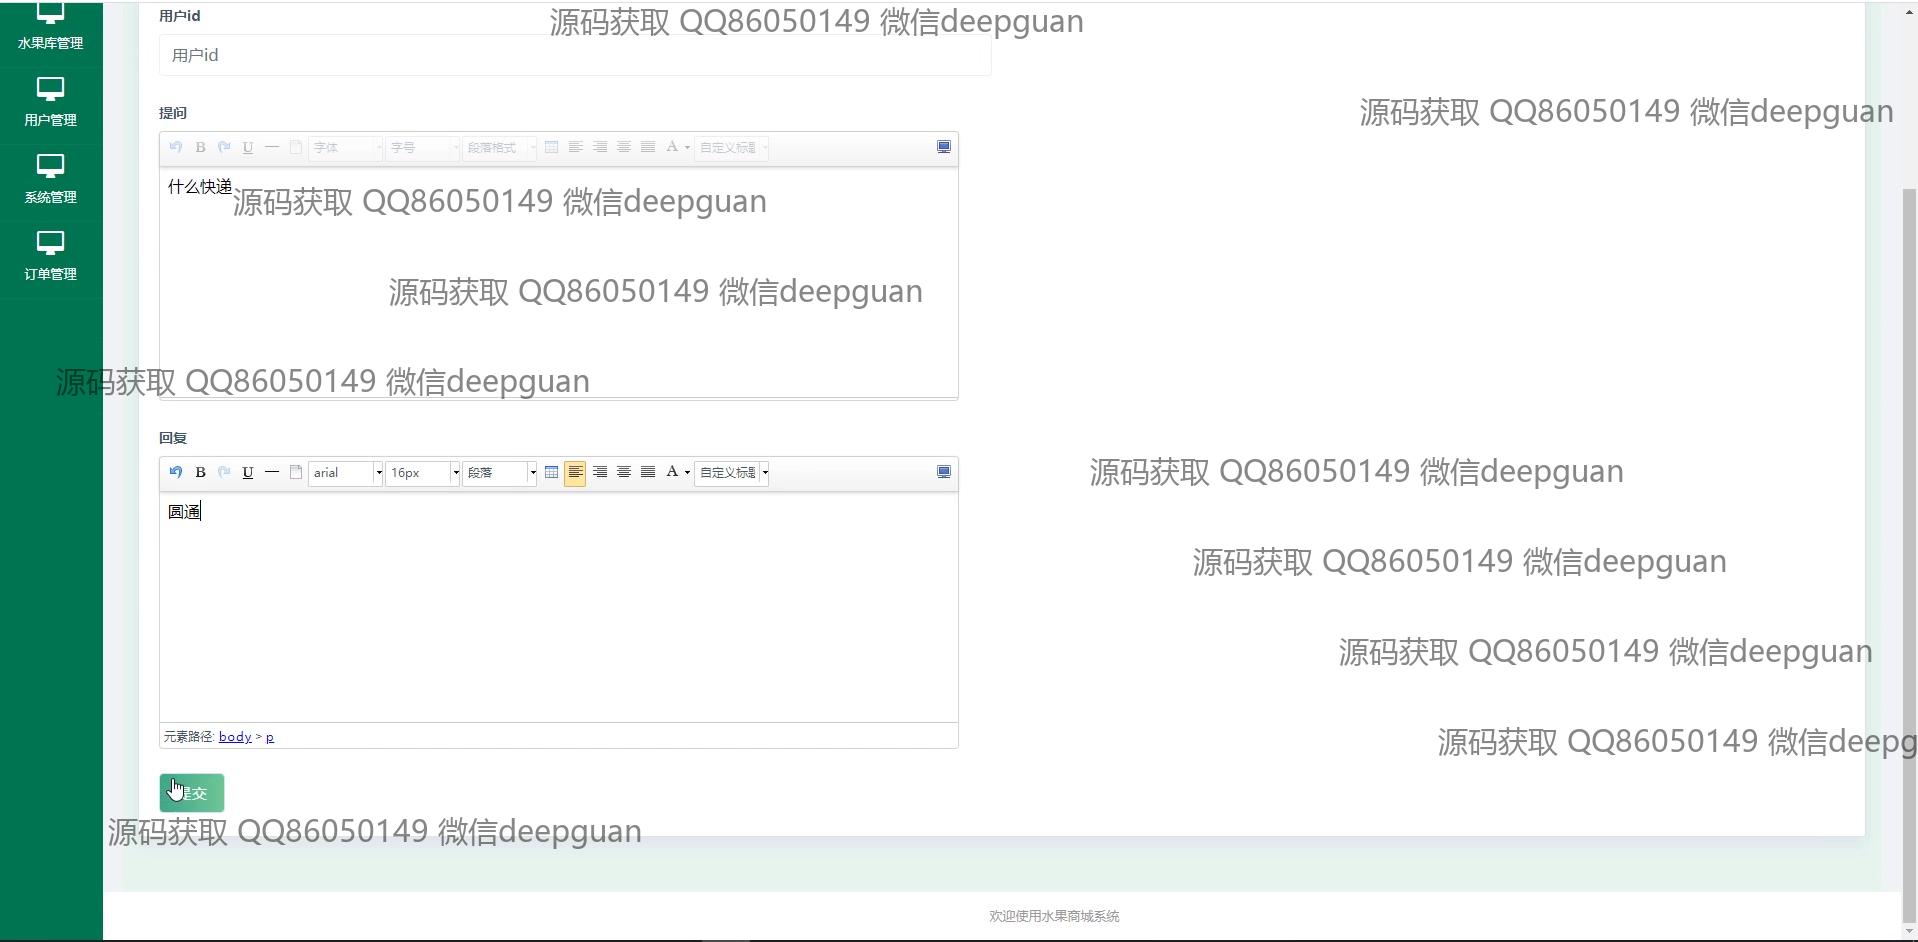 水果库管理
用户管理
系统管理
订单管理
用户id
源码获取 QQ86050149 微信deepguan
用户id
源码获取 QQ86050149 微信deepguan
提问
B U 字体 字号 段落格式 A 自定义标题
什么快递
源码获取 QQ86050149 微信deepguan
源码获取 QQ86050149 微信deepguan
源码获取 QQ86050149 微信deepguan
回复
B U arial 16px 段落 A 自定义标题
源码获取 QQ86050149 微信deepguan
圆通
源码获取 QQ86050149 微信deepguan
源码获取 QQ86050149 微信deepguan
元素路径: body > p
源码获取 QQ86050149 微信deepg
提交
源码获取 QQ86050149 微信deepguan
欢迎使用水果商城系统